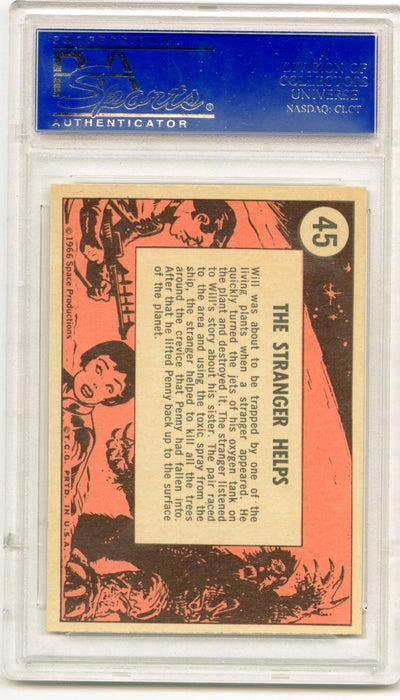 PROFESSIONAL
PSA
Sports®
AUTHENTICATOR
A
DIVISION OF
COLLECTORS
UNIVERSE
NASDAQ: CLCT
45
THE STRANGER HELPS
Will was about to be trapped by one of the
living plants when a stranger appeared. He
quickly turned the jets of his oxygen tank on
the plant and destroyed it. The stranger listened
to Will's story about his sister. The pair raced
to the area and using the toxic spray from the
ship, the stranger helped to kill all the trees
around the crevice that Penny had fallen into.
After that he lifted Penny back up to the surface
of the planet.
© 1966 Space Productions
© T.C.G. PRTD. IN U.S.A.